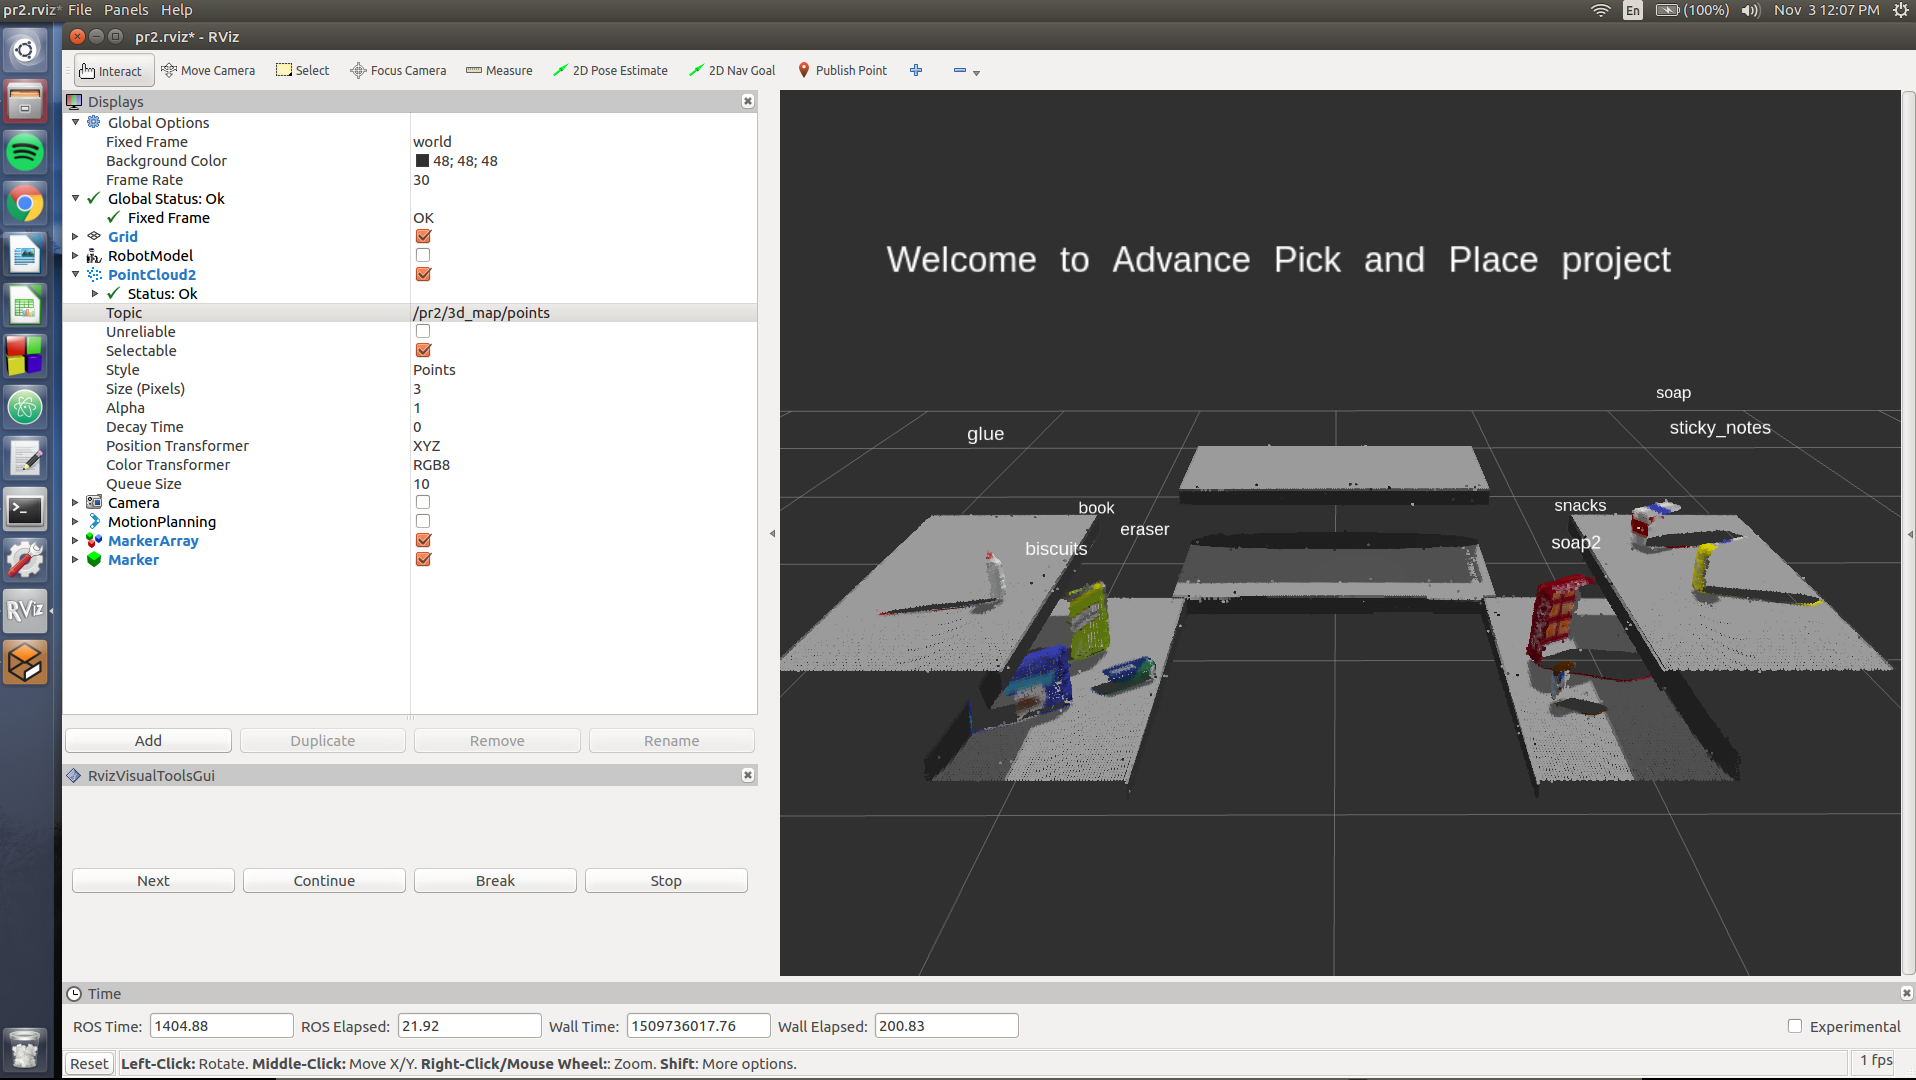 pr2.rviz* File Panels Help
En (100%) Nov 3 12:07 PM
pr2.rviz* - RViz
Interact Move Camera Select Focus Camera Measure 2D Pose Estimate 2D Nav Goal Publish Point
Displays
Global Options
Fixed Frame world
Background Color 48; 48; 48
Frame Rate 30
Global Status: Ok
Fixed Frame OK
Grid
RobotModel
PointCloud2
Status: Ok
Topic /pr2/3d_map/points
Unreliable
Selectable
Style Points
Size (Pixels) 3
Alpha 1
Decay Time 0
Position Transformer XYZ
Color Transformer RGB8
Queue Size 10
Camera
MotionPlanning
MarkerArray
Marker
Add Duplicate Remove Rename
RvizVisualToolsGui
Next Continue Break Stop
RViz
Welcome to Advance Pick and Place project
soap
sticky_notes
glue
book
snacks
eraser
soap2
biscuits
Time
ROS Time: 1404.88 ROS Elapsed: 21.92 Wall Time: 1509736017.76 Wall Elapsed: 200.83 Experimental
Reset Left-Click: Rotate. Middle-Click: Move X/Y. Right-Click/Mouse Wheel:: Zoom. Shift: More options. 1 fps